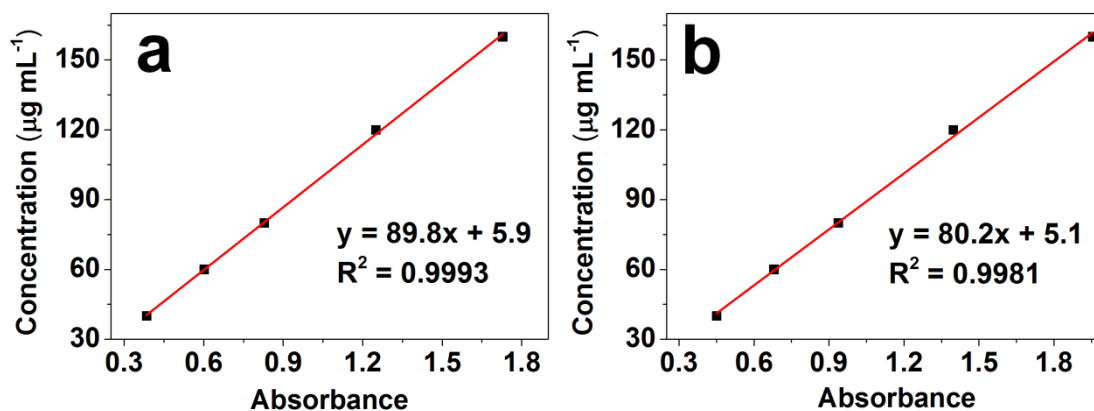 a
Concentration (μg mL⁻¹)
150
120
90
60
30
y = 89.8x + 5.9
R² = 0.9993
0.3 0.6 0.9 1.2 1.5 1.8
Absorbance
b
Concentration (μg mL⁻¹)
150
120
90
60
30
y = 80.2x + 5.1
R² = 0.9981
0.3 0.6 0.9 1.2 1.5 1.8
Absorbance